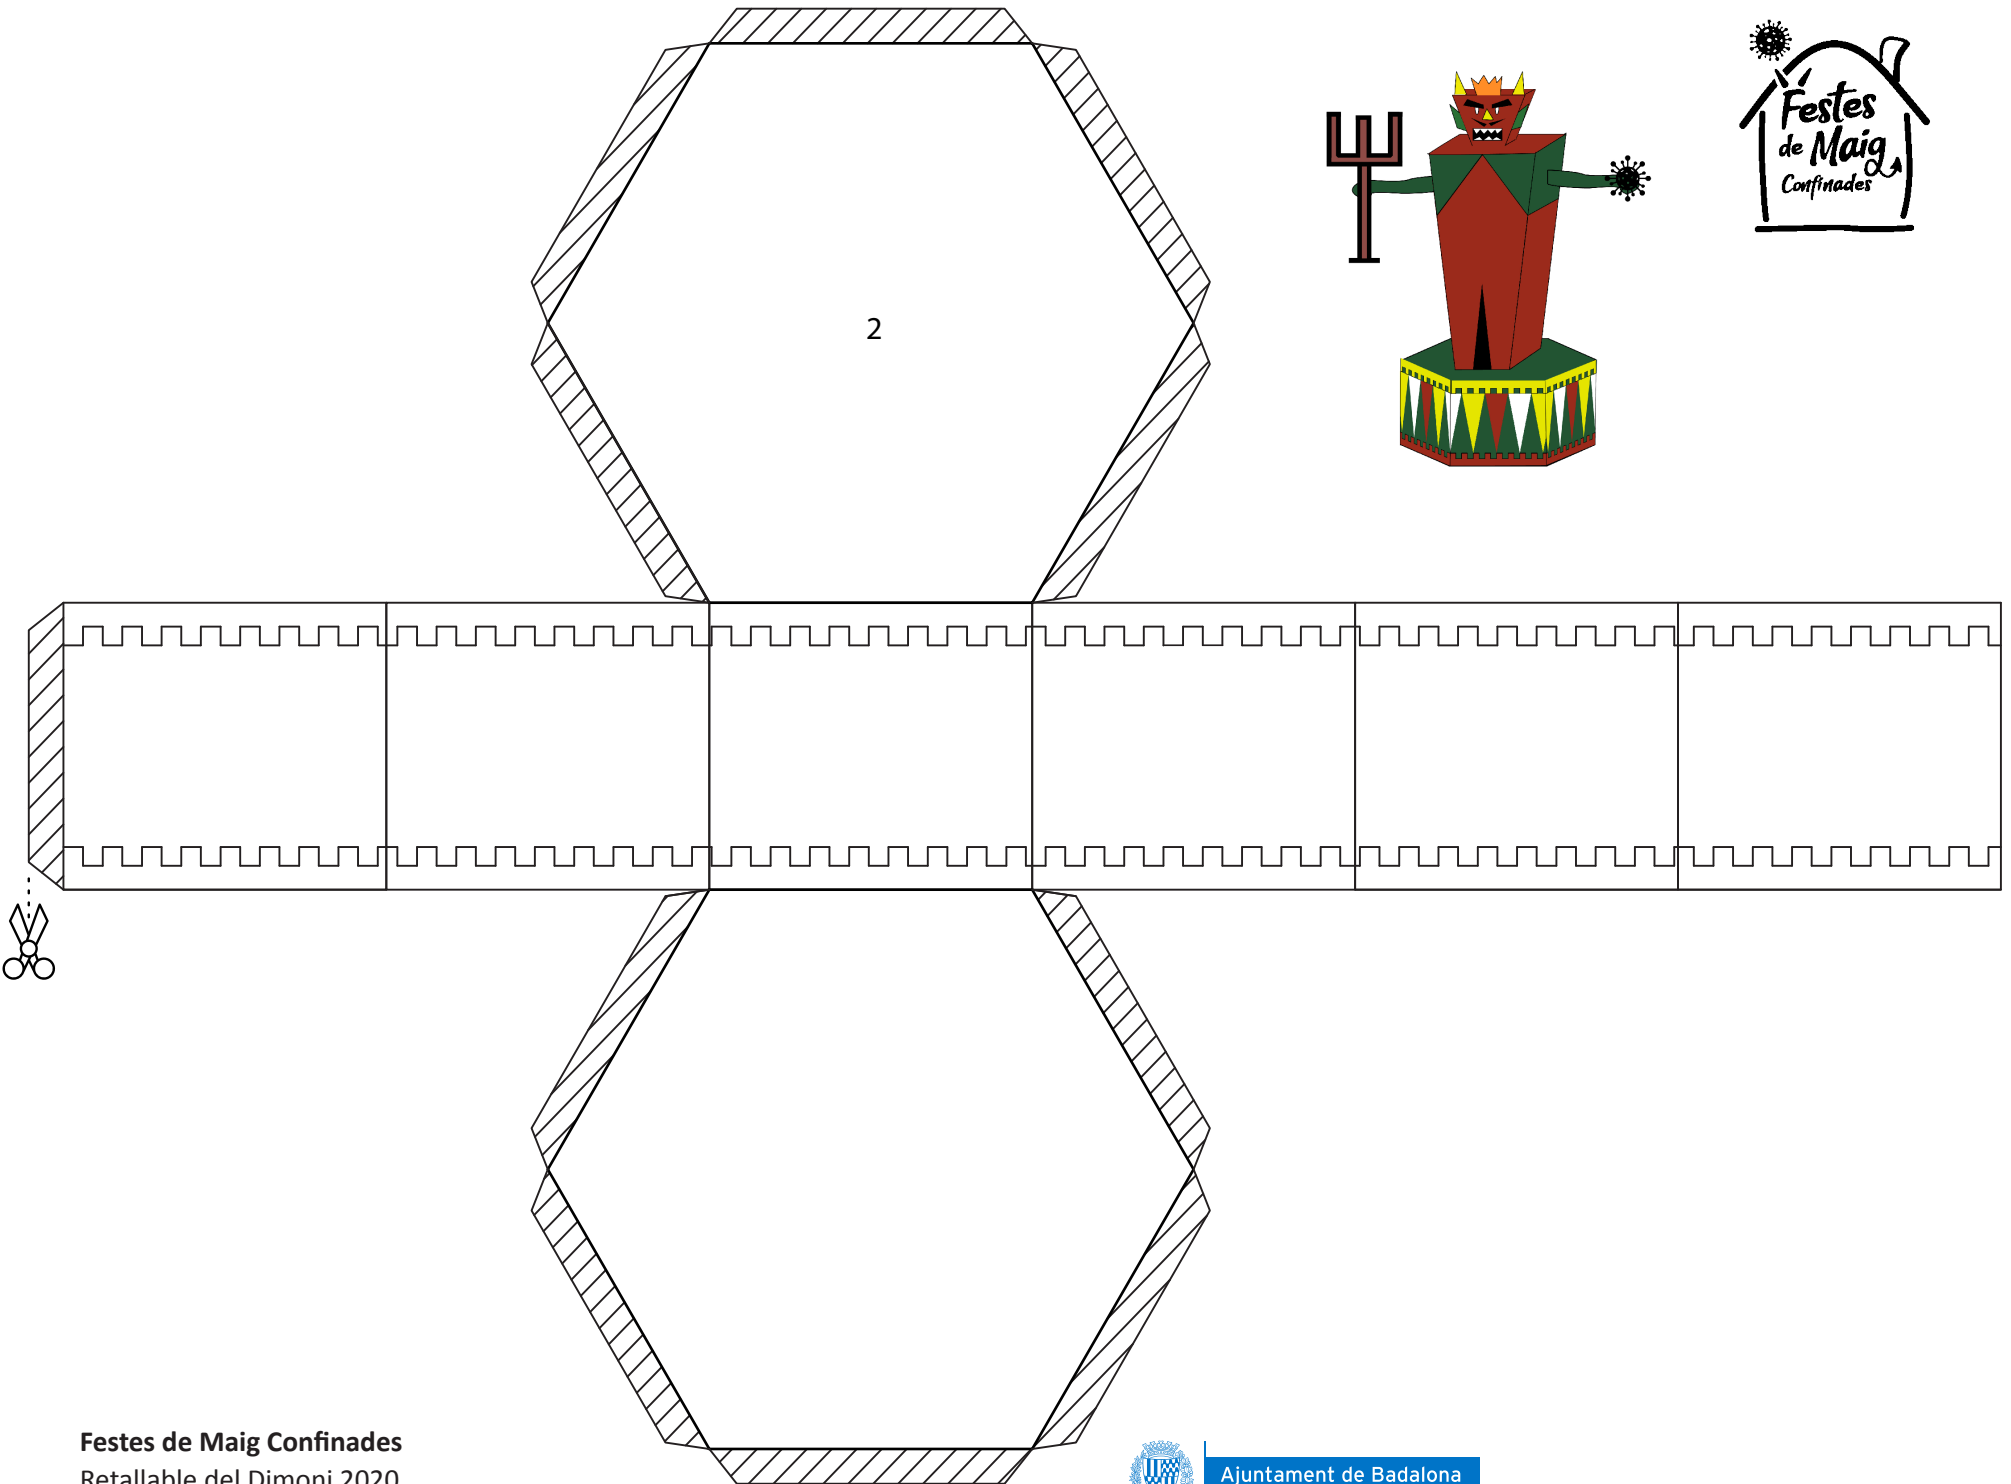 Festes
de Maig
Confinades
2
Festes de Maig Confinades
Retallable del Dimoni 2020
Ajuntament de Badalona